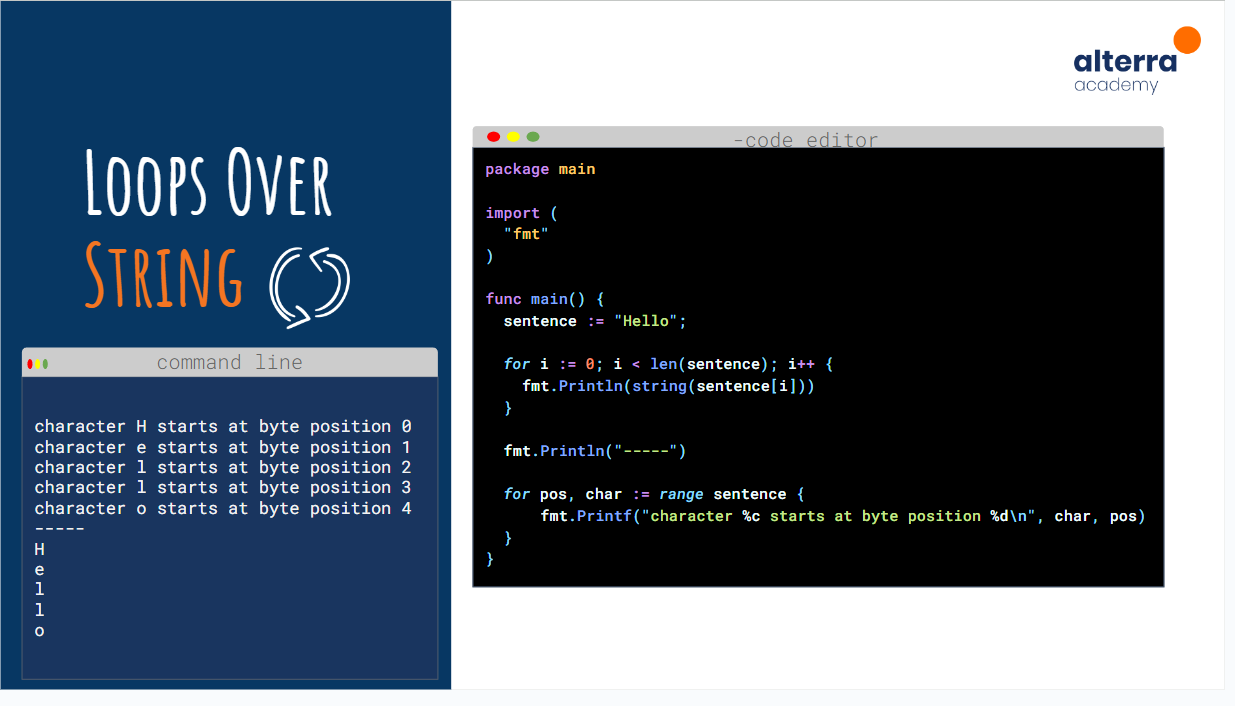 alterra
academy
Loops Over
String
command line
character H starts at byte position 0
character e starts at byte position 1
character l starts at byte position 2
character l starts at byte position 3
character o starts at byte position 4
-----
H
e
l
l
o
-code editor
package main
import (
"fmt"
)
func main() {
sentence := "Hello";
for i := 0; i < len(sentence); i++ {
fmt.Println(string(sentence[i]))
}
fmt.Println("-----")
for pos, char := range sentence {
fmt.Printf("character %c starts at byte position %d\n", char, pos)
}
}